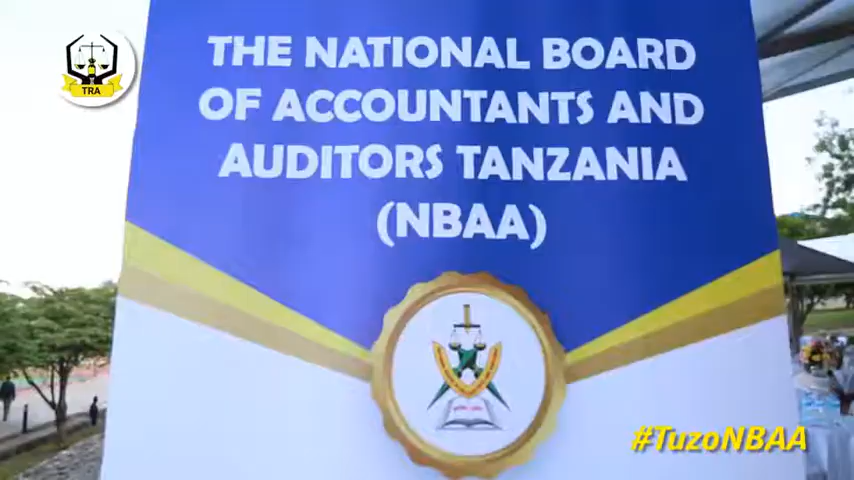 THE NATIONAL BOARD
OF ACCOUNTANTS AND
AUDITORS TANZANIA
(NBAA)
TRA
#TuzoNBAA